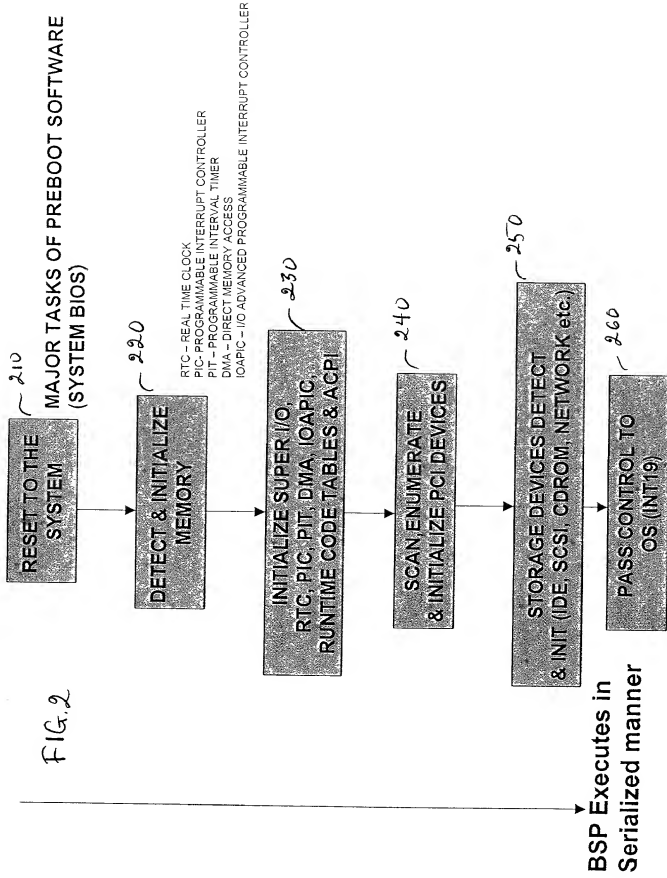 FIG.2
MAJOR TASKS OF PREBOOT SOFTWARE
(SYSTEM BIOS)
210
RESET TO THE
SYSTEM
220
DETECT & INITIALIZE
MEMORY
RTC – REAL TIME CLOCK
PIC- PROGRAMMABLE INTERRUPT CONTROLLER
PIT – PROGRAMMABLE INTERVAL TIMER
DMA – DIRECT MEMORY ACCESS
IOAPIC – I/O ADVANCED PROGRAMMABLE INTERRUPT CONTROLLER
230
INITIALIZE SUPER I/O,
RTC, PIC, PIT, DMA, IOAPIC,
RUNTIME CODE TABLES & ACPI
240
SCAN,ENUMERATE
& INITIALIZE PCI DEVICES
250
STORAGE DEVICES DETECT
& INIT (IDE, SCSI, CDROM, NETWORK etc.)
260
PASS CONTROL TO
OS (INT19)
BSP Executes in
Serialized manner